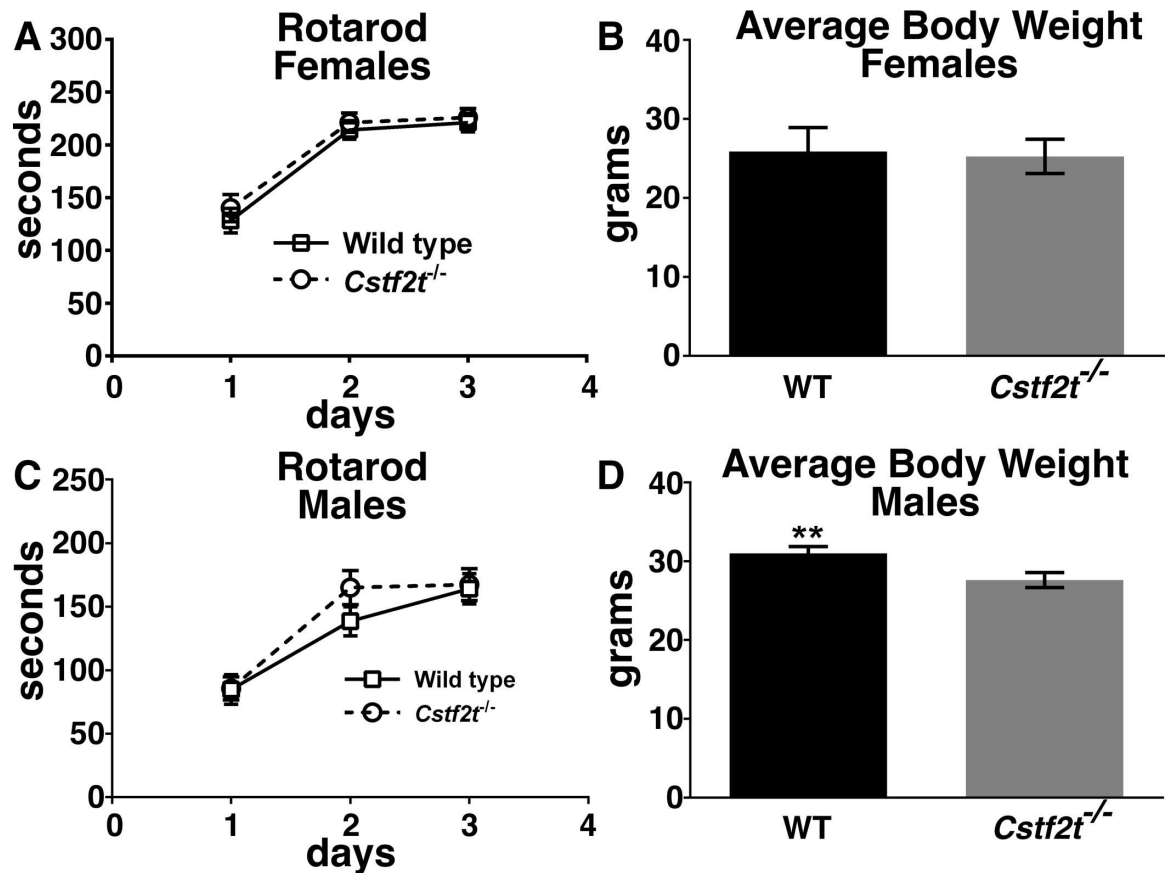 A
Rotarod
Females
300
250
200
150
100
50
0
seconds
Wild type
Cstf2t-/-
0 1 2 3 4
days
B
Average Body Weight
Females
40
30
20
10
0
grams
WT Cstf2t-/-
C
Rotarod
Males
250
200
150
100
50
0
seconds
Wild type
Cstf2t-/-
0 1 2 3 4
days
D
Average Body Weight
Males
40
30
20
10
0
grams
**
WT Cstf2t-/-